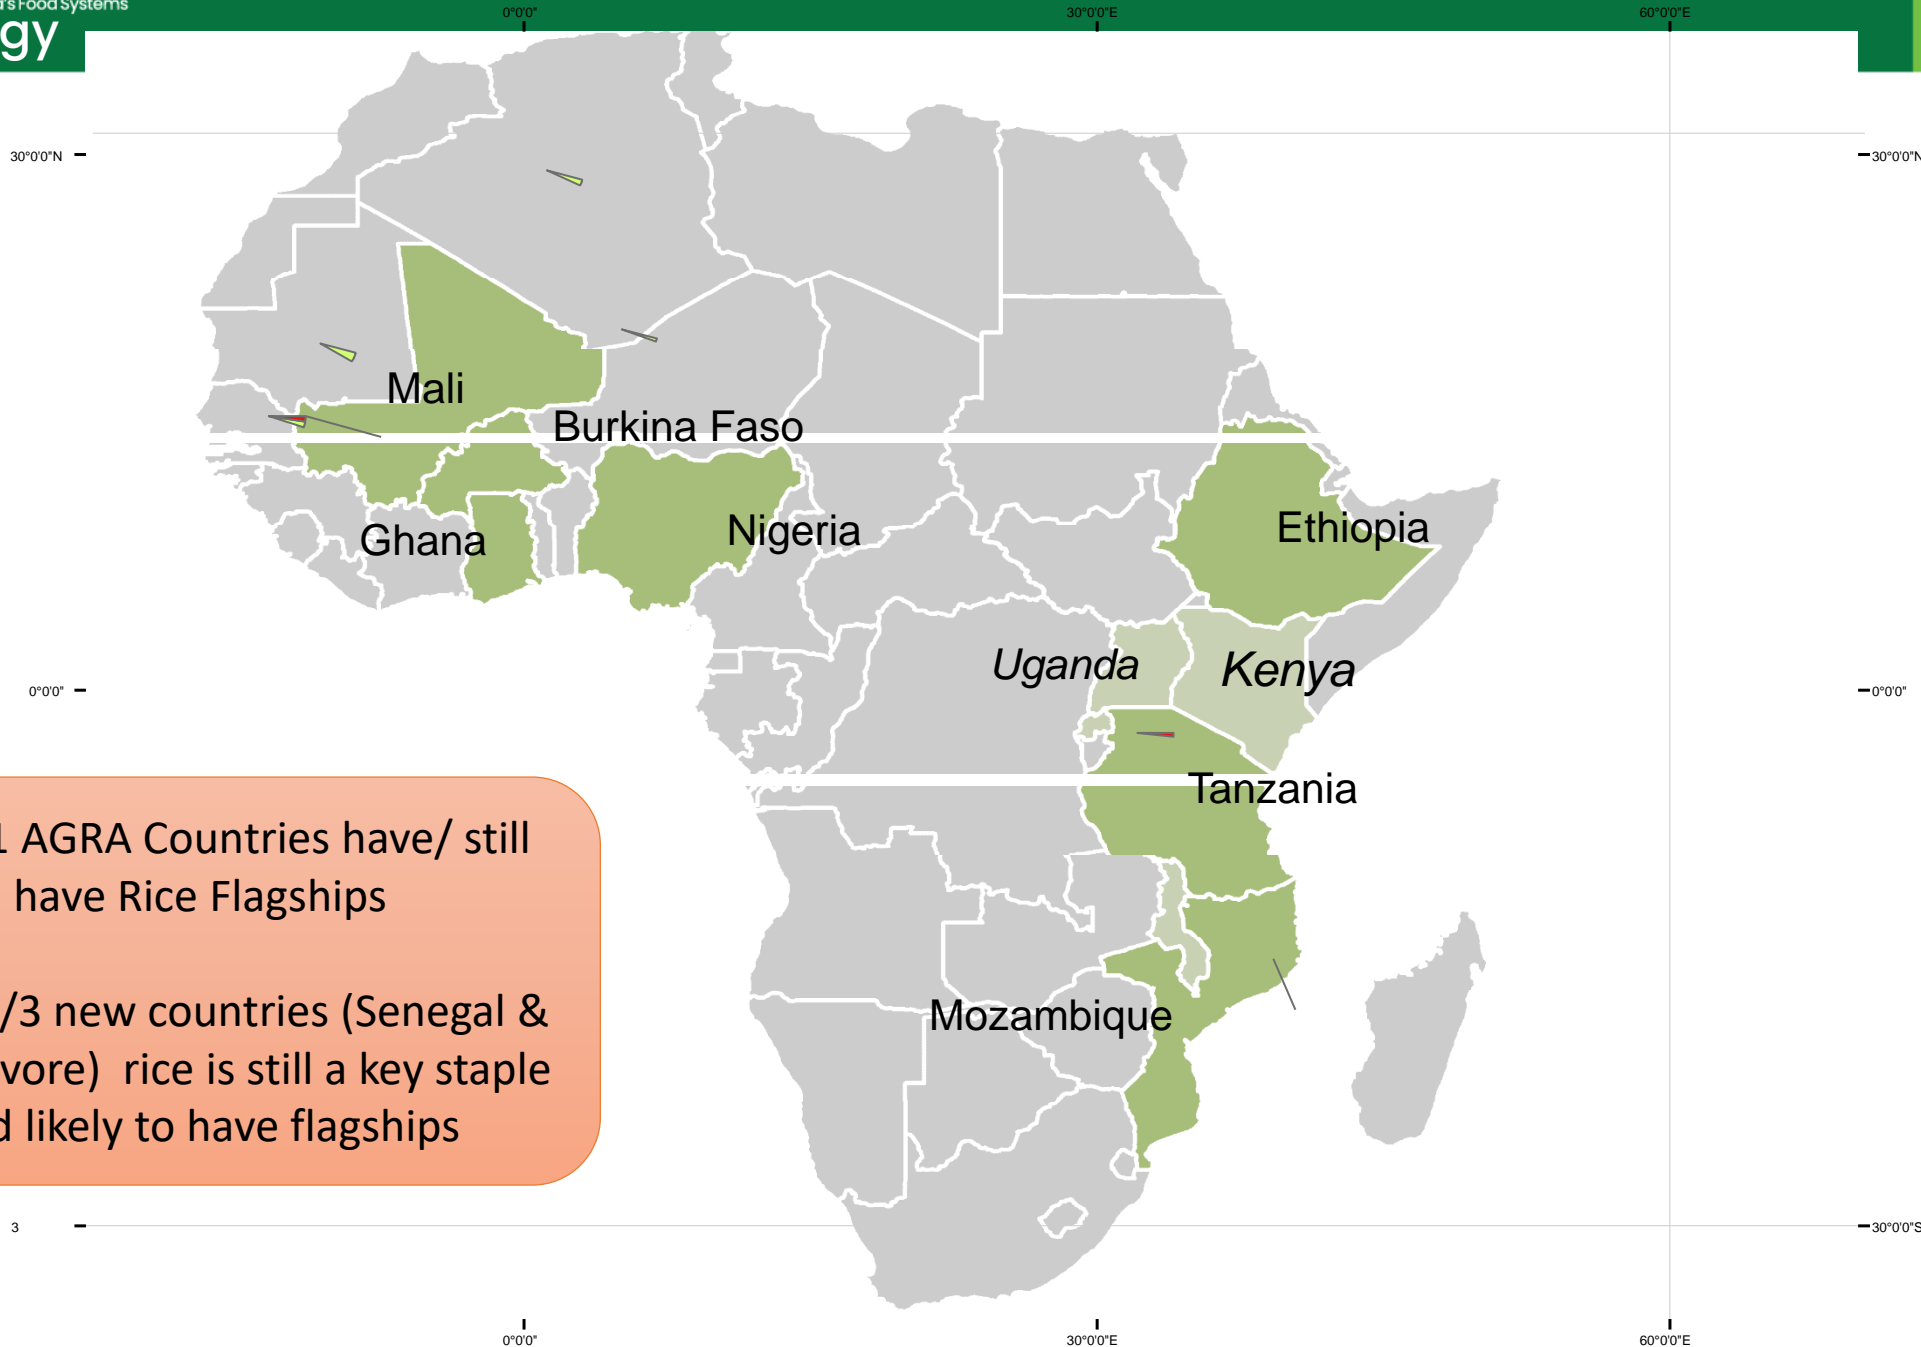 's Food Systems
gy
0°0'0"
30°0'0"E
60°0'0"E
30°0'0"N
30°0'0"N
Mali
Burkina Faso
Ghana
Nigeria
Ethiopia
Uganda
Kenya
0°0'0"
0°0'0"
Tanzania
1 AGRA Countries have/ still
have Rice Flagships
/3 new countries (Senegal &
vore) rice is still a key staple
d likely to have flagships
Mozambique
3
30°0'0"S
0°0'0"
30°0'0"E
60°0'0"E